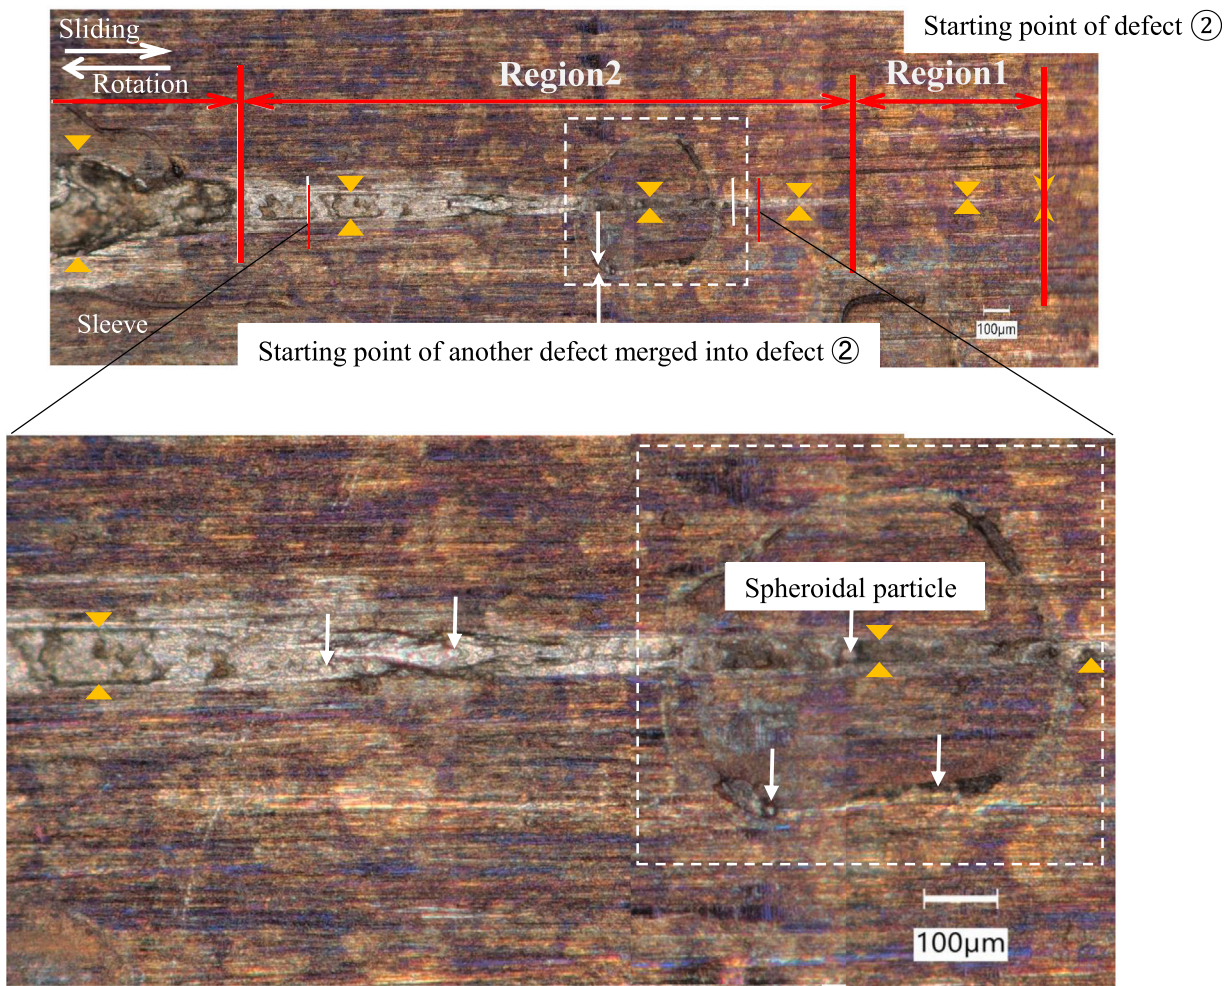 Starting point of defect ②
Sliding
Rotation
Region2
Region1
Sleeve
100μm
Starting point of another defect merged into defect ②
Spheroidal particle
100μm